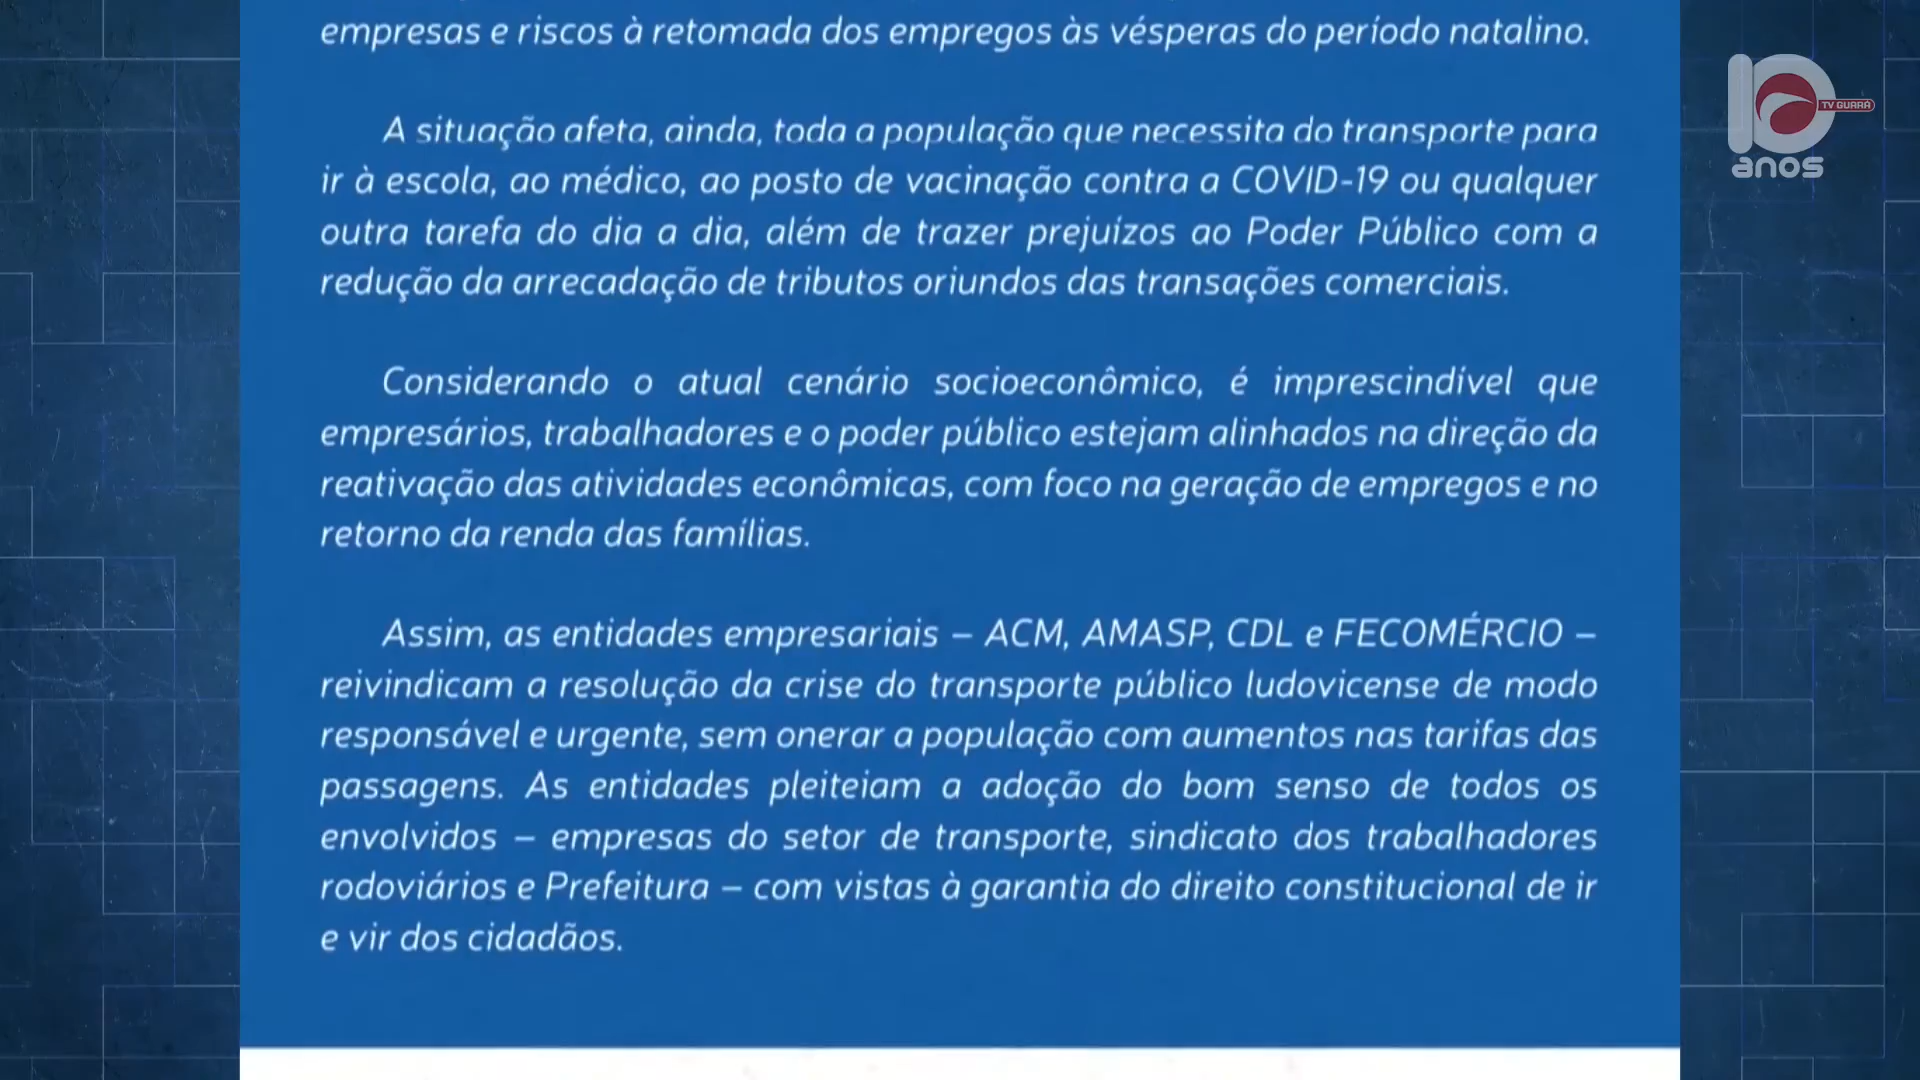 empresas e riscos à retomada dos empregos às vésperas do período natalino.
A situação afeta, ainda, toda a população que necessita do transporte para
ir à escola, ao médico, ao posto de vacinação contra a COVID-19 ou qualquer
outra tarefa do dia a dia, além de trazer prejuízos ao Poder Público com a
redução da arrecadação de tributos oriundos das transações comerciais.
Considerando o atual cenário socioeconômico, é imprescindível que
empresários, trabalhadores e o poder público estejam alinhados na direção da
reativação das atividades econômicas, com foco na geração de empregos e no
retorno da renda das famílias.
Assim, as entidades empresariais – ACM, AMASP, CDL e FECOMÉRCIO –
reivindicam a resolução da crise do transporte público ludovicense de modo
responsável e urgente, sem onerar a população com aumentos nas tarifas das
passagens. As entidades pleiteiam a adoção do bom senso de todos os
envolvidos – empresas do setor de transporte, sindicato dos trabalhadores
rodoviários e Prefeitura – com vistas à garantia do direito constitucional de ir
e vir dos cidadãos.
10
TV GUARÁ
anos